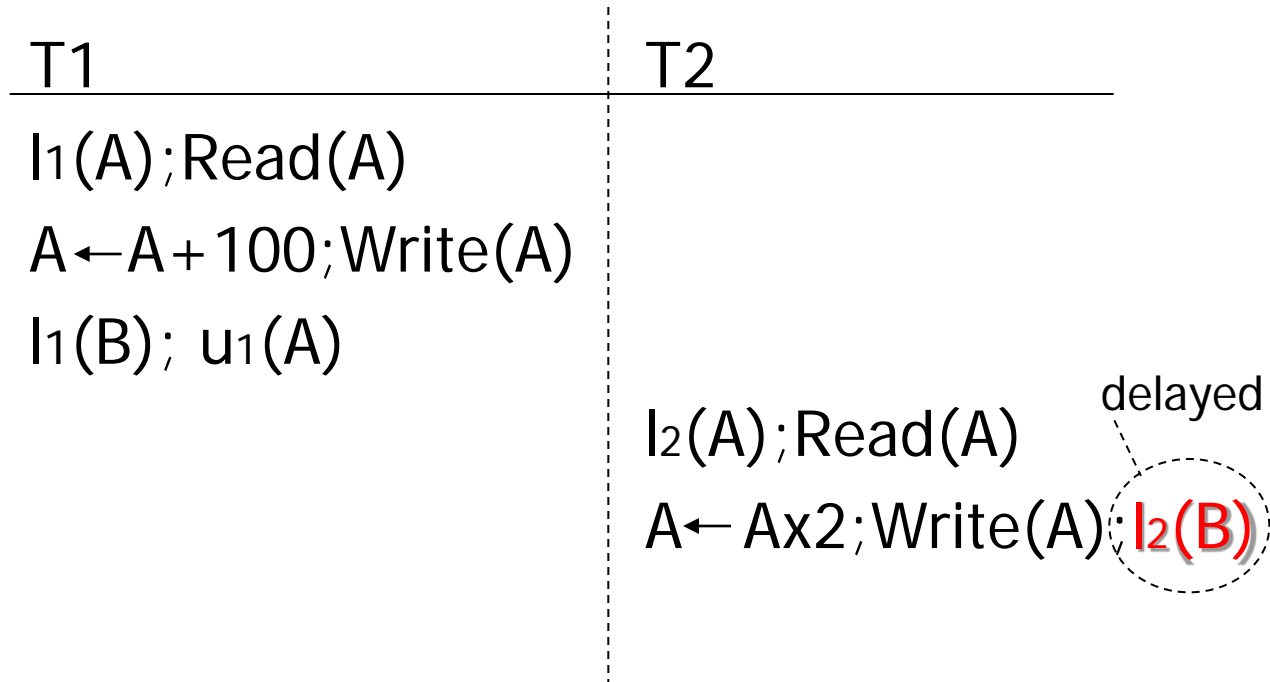 T1 T2
l1(A);Read(A)
A←A+100;Write(A)
l1(B); u1(A)
delayed
l2(A);Read(A)
A← Ax2;Write(A);l2(B)